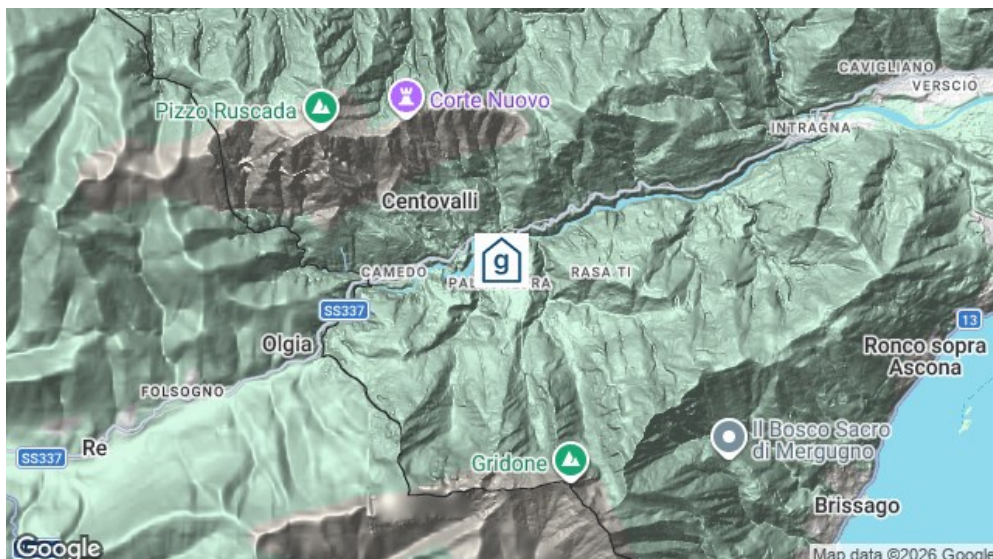 CAVIGLIANO
VERSCIO
Pizzo Ruscada
Corte Nuovo
INTRAGNA
Centovalli
g
CAMEDO
RASA TI
SS337
13
Olgia
Ronco sopra
Ascona
FOLSOGNO
Il Bosco Sacro
di Mergugno
Re
SS337
Gridone
Brissago
Google
Map data ©2026 Google